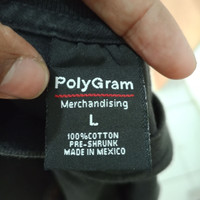 PolyGram
Merchandising
L
100%COTTON
PRE-SHRUNK
MADE IN MEXICO